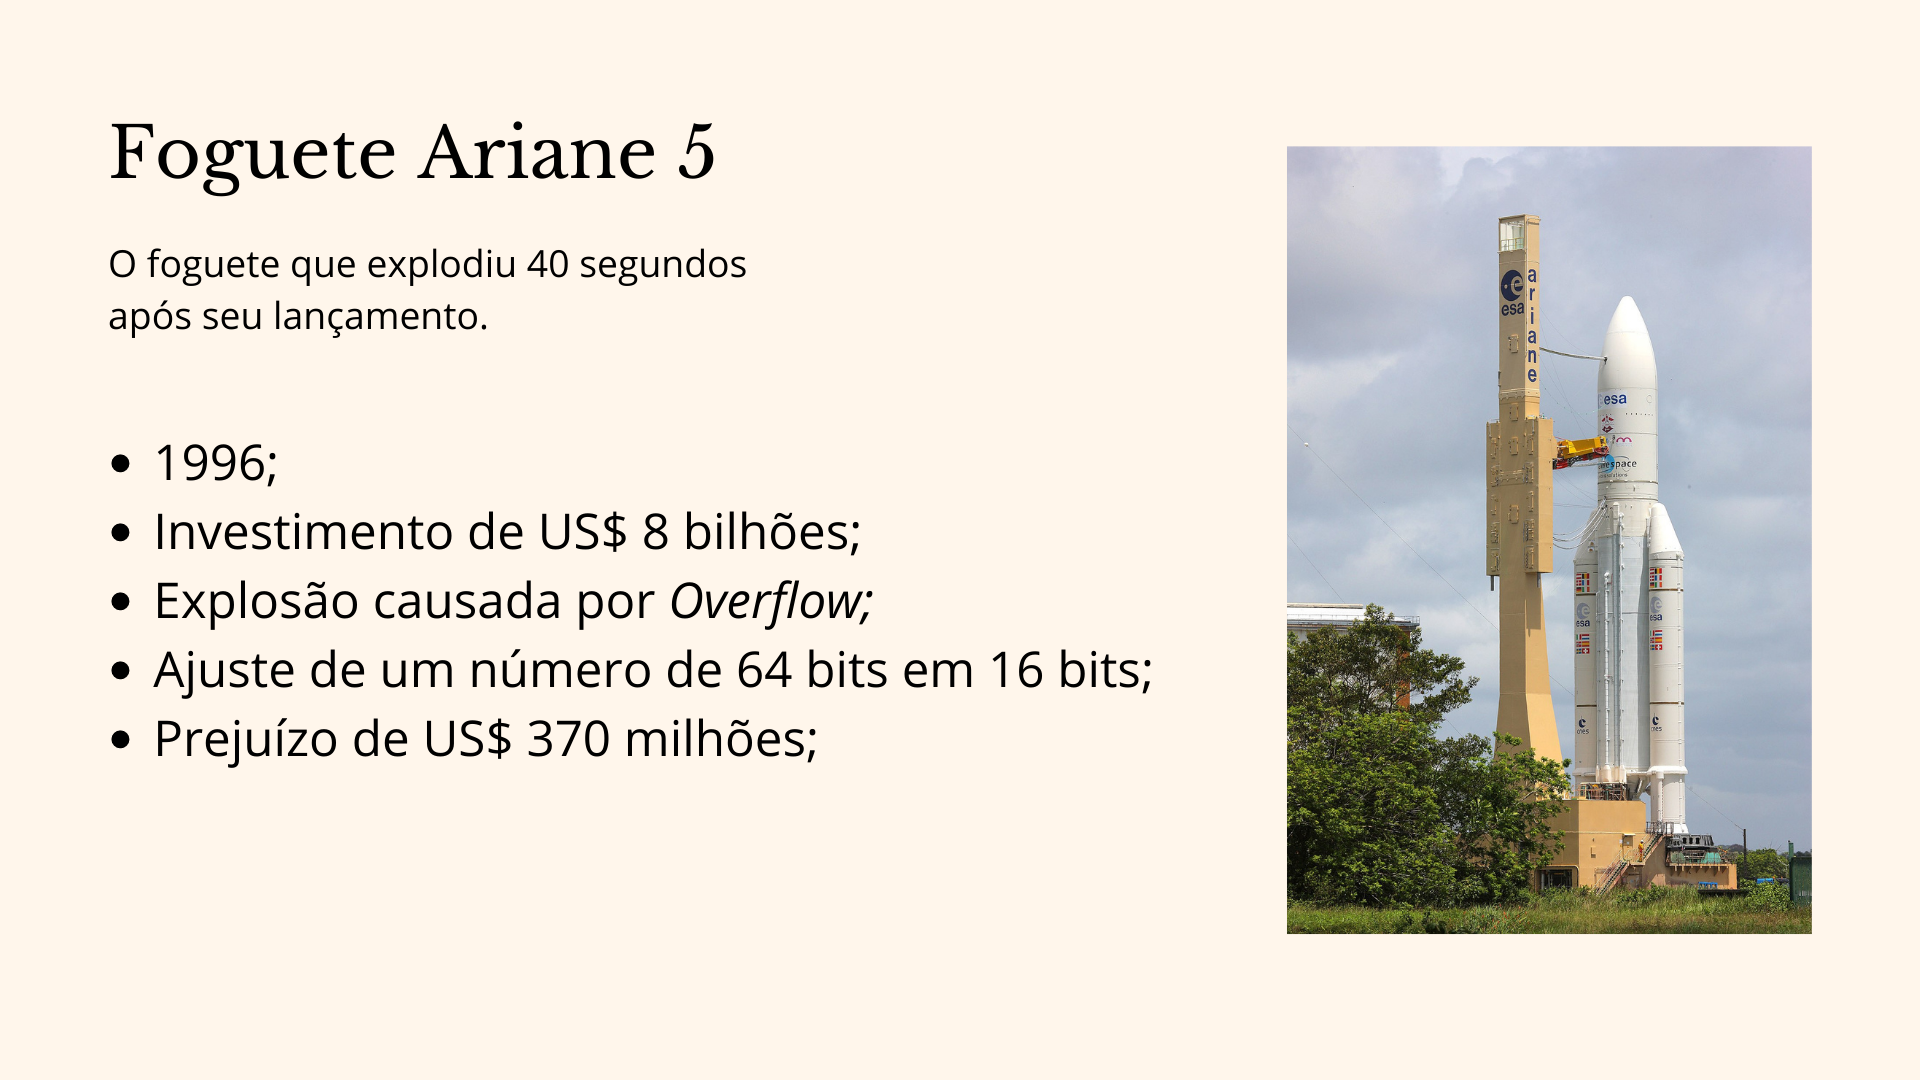 Foguete Ariane 5
O foguete que explodiu 40 segundos
após seu lançamento.
1996;
Investimento de US$ 8 bilhões;
Explosão causada por Overflow;
Ajuste de um número de 64 bits em 16 bits;
Prejuízo de US$ 370 milhões;
esa
ariane
esa
space
esa
esa
cnes
cnes